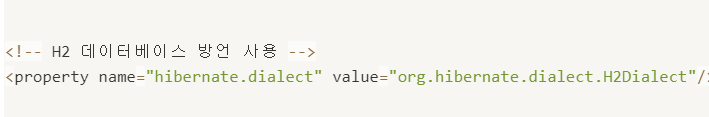 <!-- H2 데이터베이스 방언 사용 -->
<property name="hibernate.dialect" value="org.hibernate.dialect.H2Dialect"/>